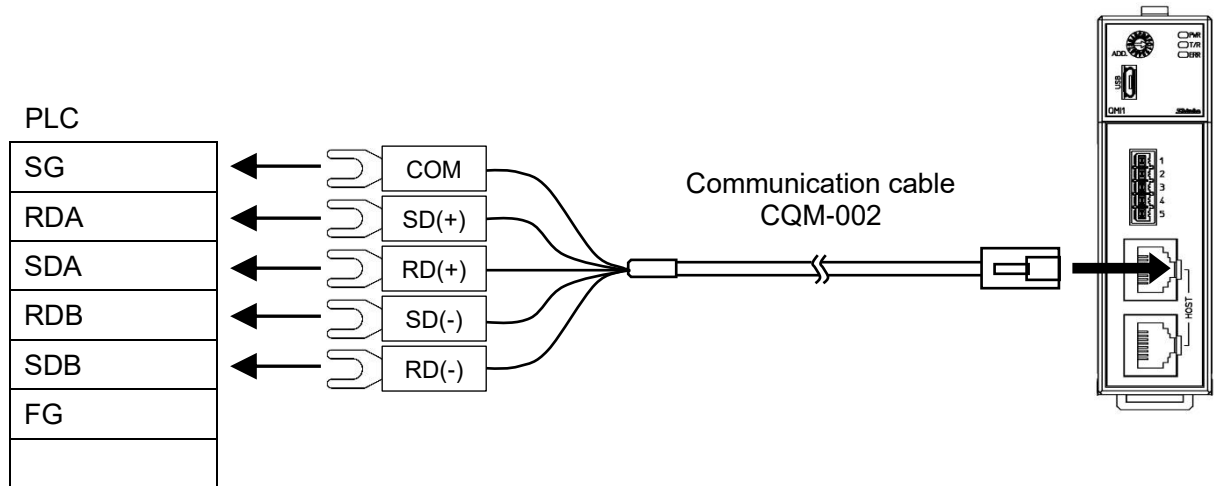 PLC
SG
RDA
SDA
RDB
SDB
FG
COM
SD(+)
RD(+)
SD(-)
RD(-)
Communication cable
CQM-002
ADD.
PWR
T/R
ERR
USB
QMI1
Shinko
1
2
3
4
5
HOST